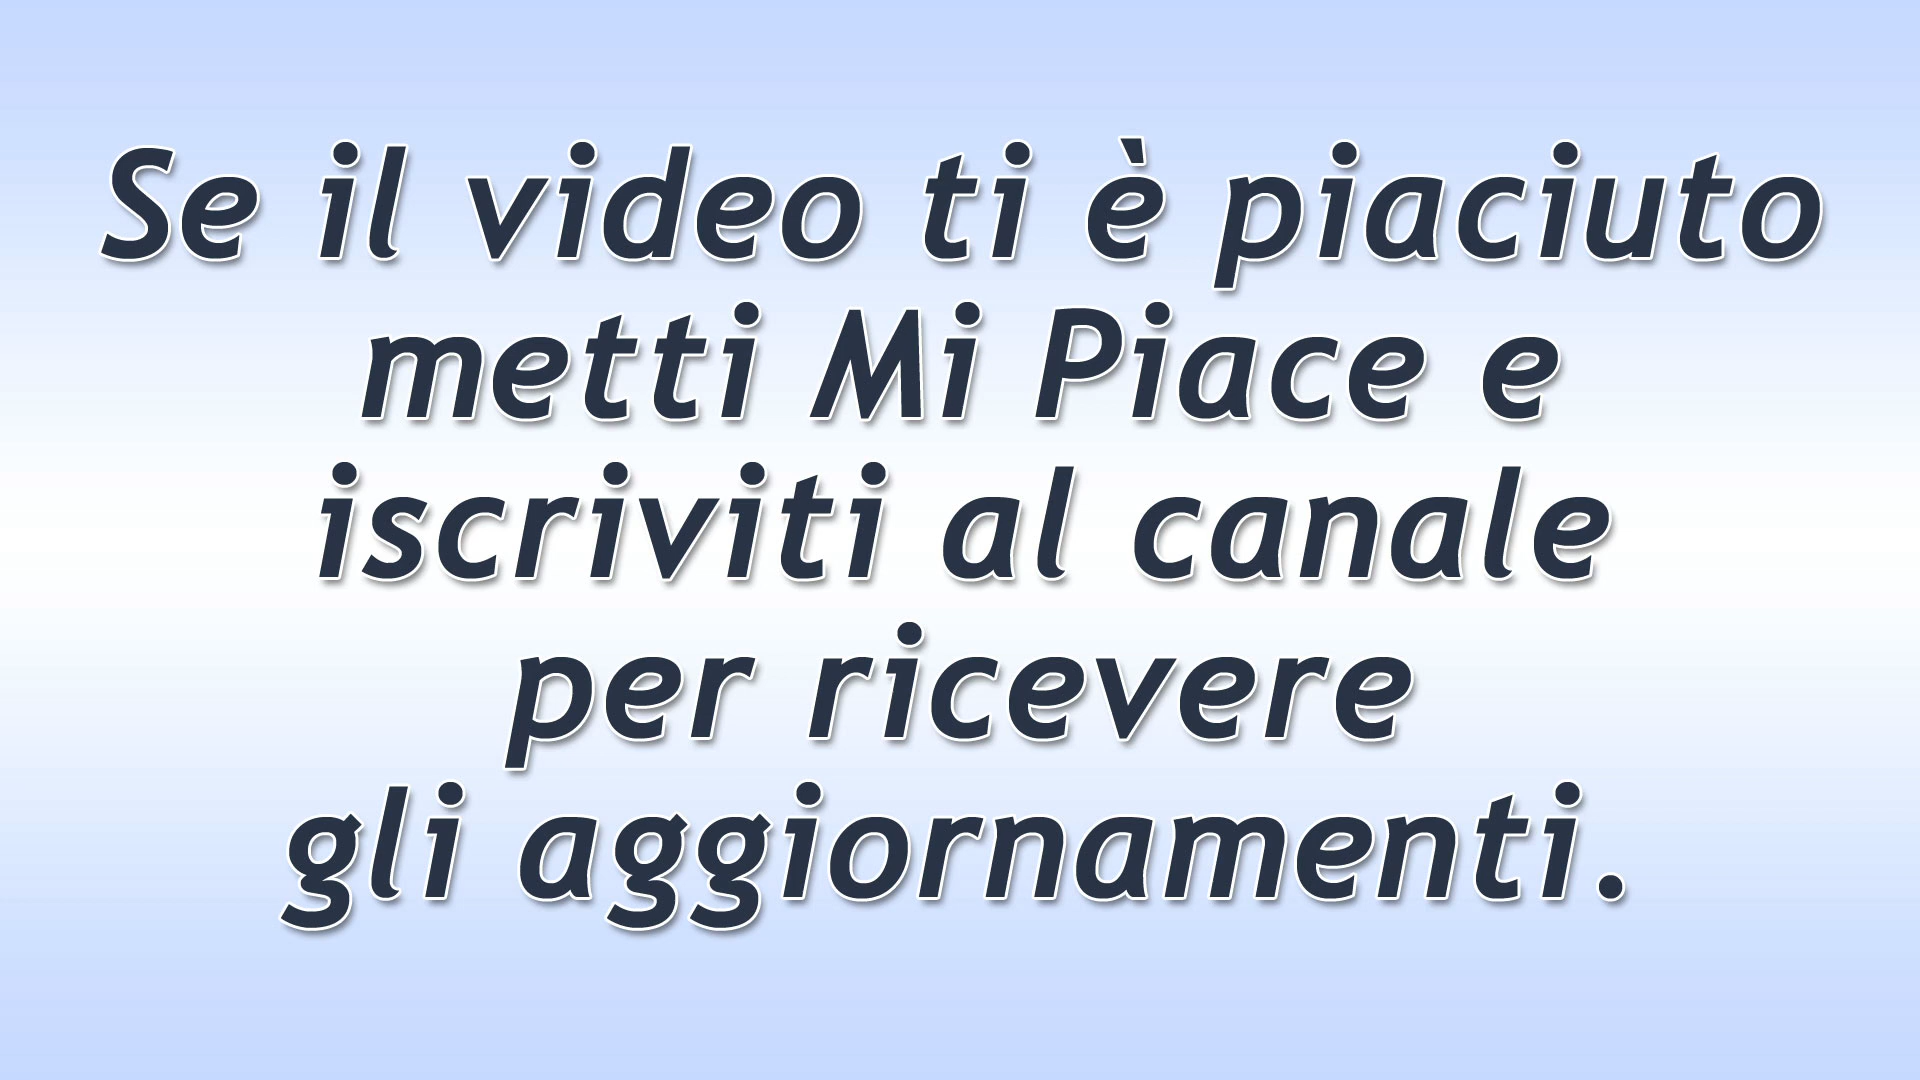 Se il video ti è piaciuto
metti Mi Piace e
iscriviti al canale
per ricevere
gli aggiornamenti.